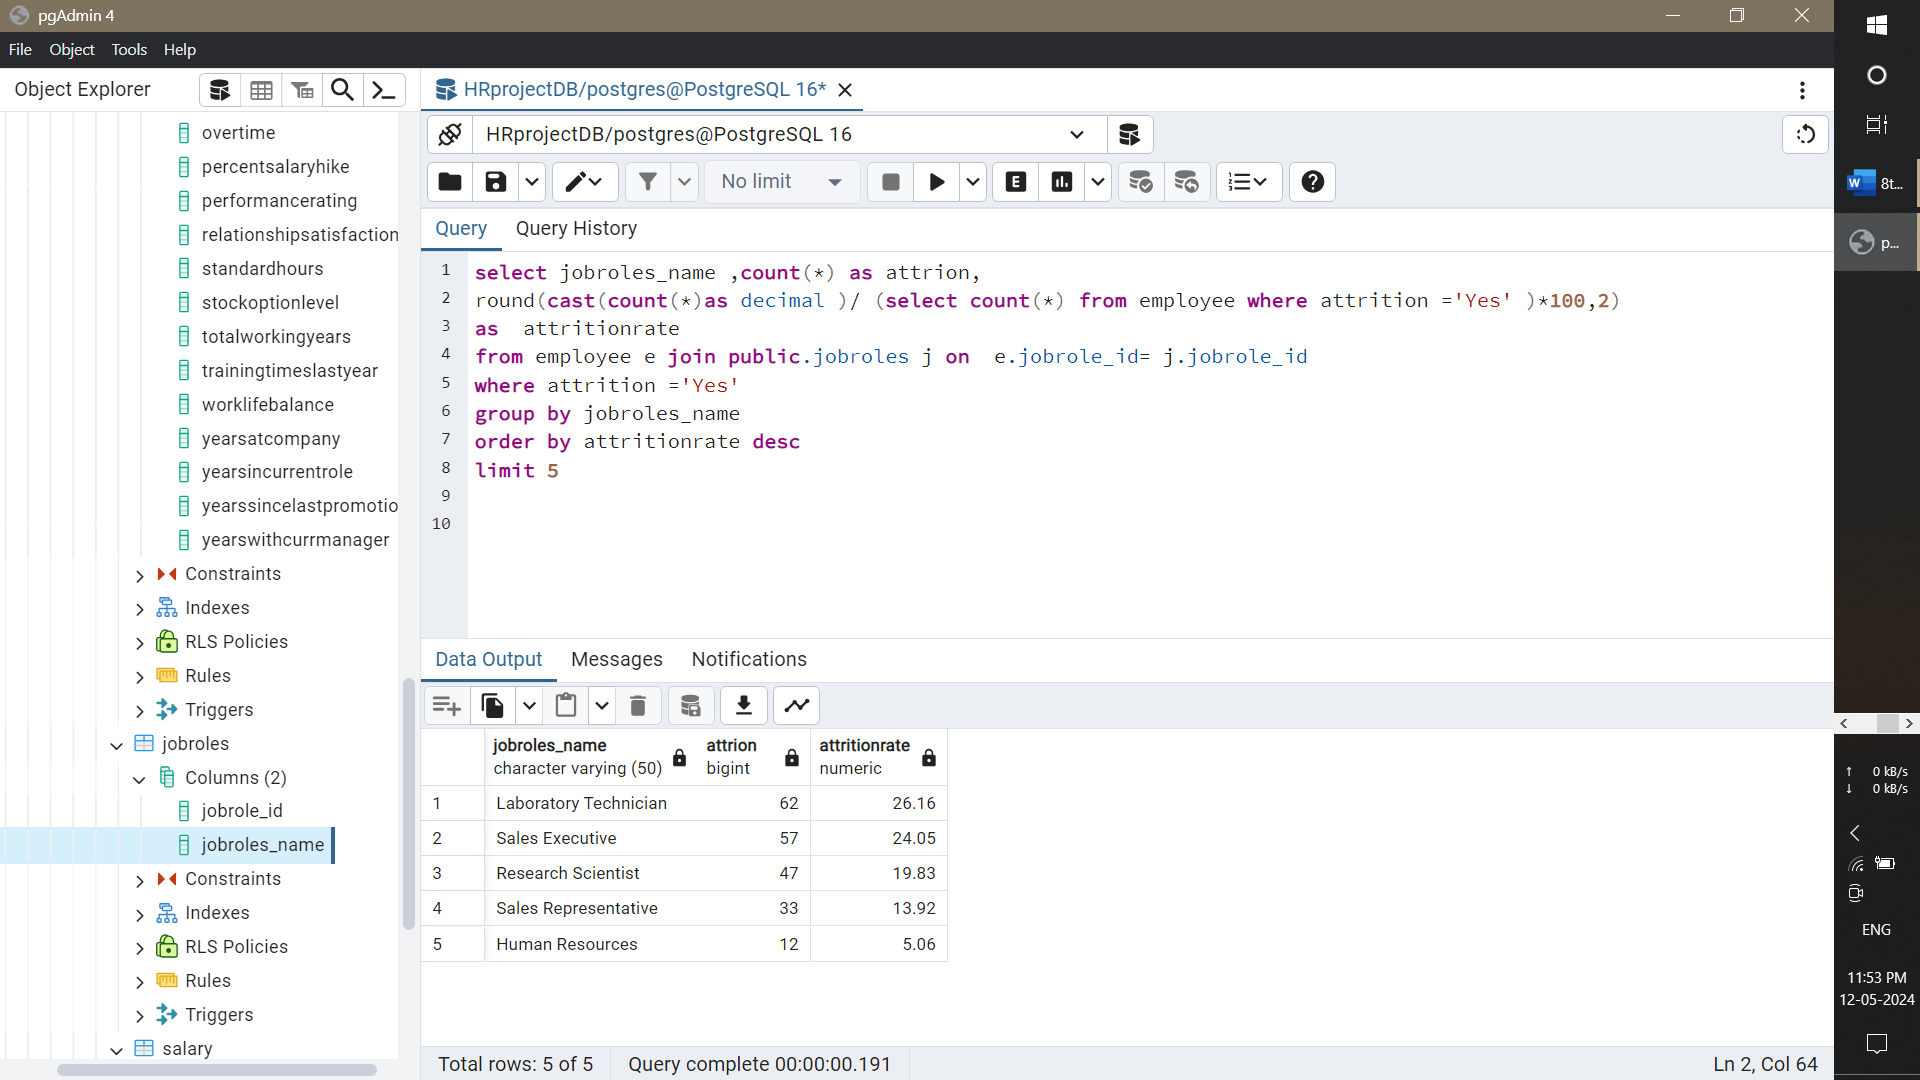 pgAdmin 4
File Object Tools Help
Object Explorer
overtime
percentsalaryhike
performancerating
relationshipsatisfaction
standardhours
stockoptionlevel
totalworkingyears
trainingtimeslastyear
worklifebalance
yearsatcompany
yearsincurrentrole
yearssincelastpromotio
yearswithcurrmanager
Constraints
Indexes
RLS Policies
Rules
Triggers
jobroles
Columns (2)
jobrole_id
jobroles_name
Constraints
Indexes
RLS Policies
Rules
Triggers
salary
HRprojectDB/postgres@PostgreSQL 16*
HRprojectDB/postgres@PostgreSQL 16
No limit
E
Query Query History
1 select jobroles_name ,count(*) as attrion,
2 round(cast(count(*)as decimal )/ (select count(*) from employee where attrition ='Yes' )*100,2)
3 as  attritionrate
4 from employee e join public.jobroles j on  e.jobrole_id= j.jobrole_id
5 where attrition ='Yes'
6 group by jobroles_name
7 order by attritionrate desc
8 limit 5
9
10
Data Output Messages Notifications
jobroles_name attrion attritionrate
character varying (50) bigint numeric
1 Laboratory Technician 62 26.16
2 Sales Executive 57 24.05
3 Research Scientist 47 19.83
4 Sales Representative 33 13.92
5 Human Resources 12 5.06
Total rows: 5 of 5 Query complete 00:00:00.191 Ln 2, Col 64
W 8t...
p...
0 kB/s
0 kB/s
ENG
11:53 PM
12-05-2024